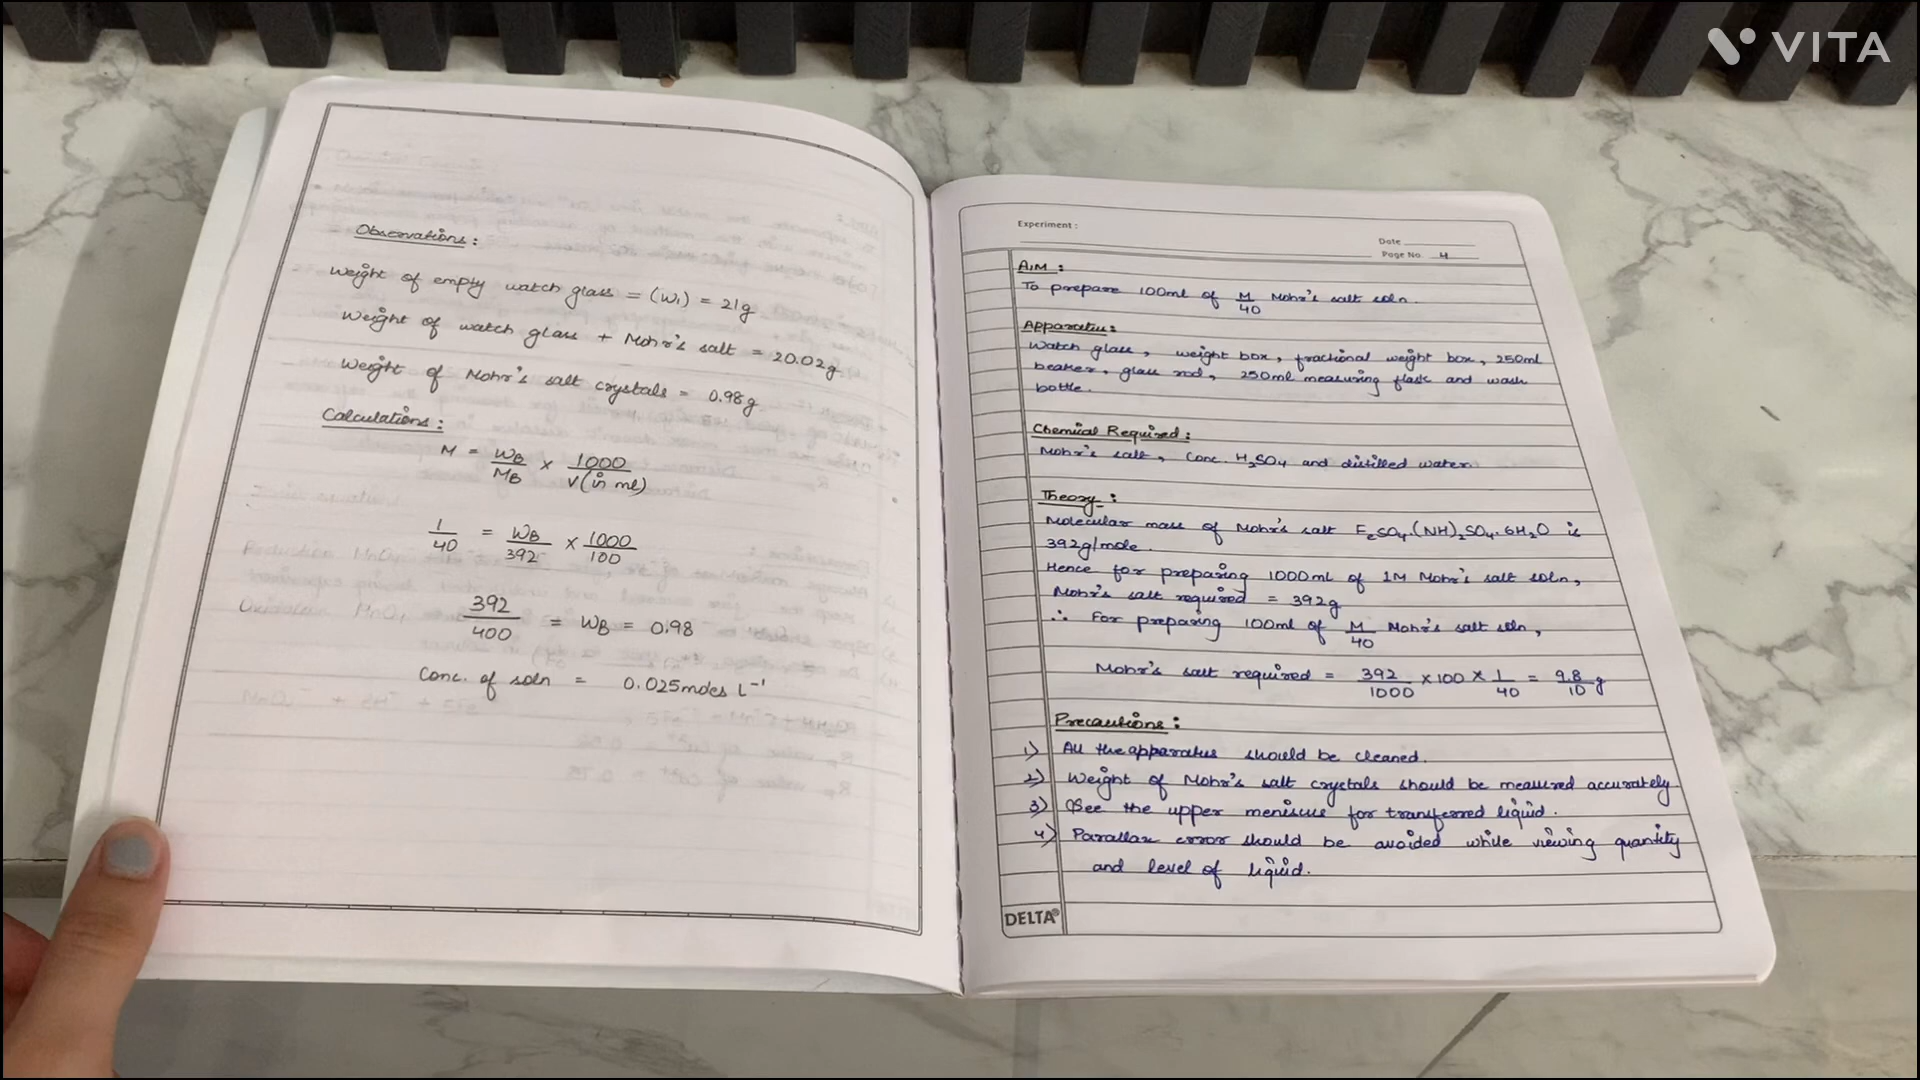 VITA
Observations:
Weight of empty watch glass = (W₁) = 21g
Weight of watch glass + Mohr's salt = 20.02g
Weight of Mohr's salt crystals = 0.98g
Calculations:
M = W_B/M_B × 1000/V(in ml)
1/40 = W_B/392 × 1000/100
392/400 = W_B = 0.98
Conc. of soln = 0.025moles L⁻¹
Experiment:
Date
Page No. 4
AIM:
To prepare 100ml of M/40 Mohr's salt soln.
Apparatus:
Watch glass, weight box, fractional weight box, 250ml
beaker, glass rod, 250ml measuring flask and wash
bottle.
Chemical Required:
Mohr's salt, Conc. H₂SO₄ and distilled water
Theory:
Molecular mass of Mohr's salt FeSO₄.(NH)₂SO₄.6H₂O is
392g/mole.
Hence for preparing 1000ml of 1M Mohr's salt soln,
Mohr's salt required = 392g
∴ For preparing 100ml of M/40 Mohr's salt soln,
Mohr's salt required = 392/1000 × 100 × 1/40 = 9.8/10 g
Precautions:
1) All the apparatus should be cleaned.
2) Weight of Mohr's salt crystals should be measured accurately
3) See the upper meniscus for transferred liquid.
4) Parallax error should be avoided while viewing quantity
and level of liquid.
DELTA®